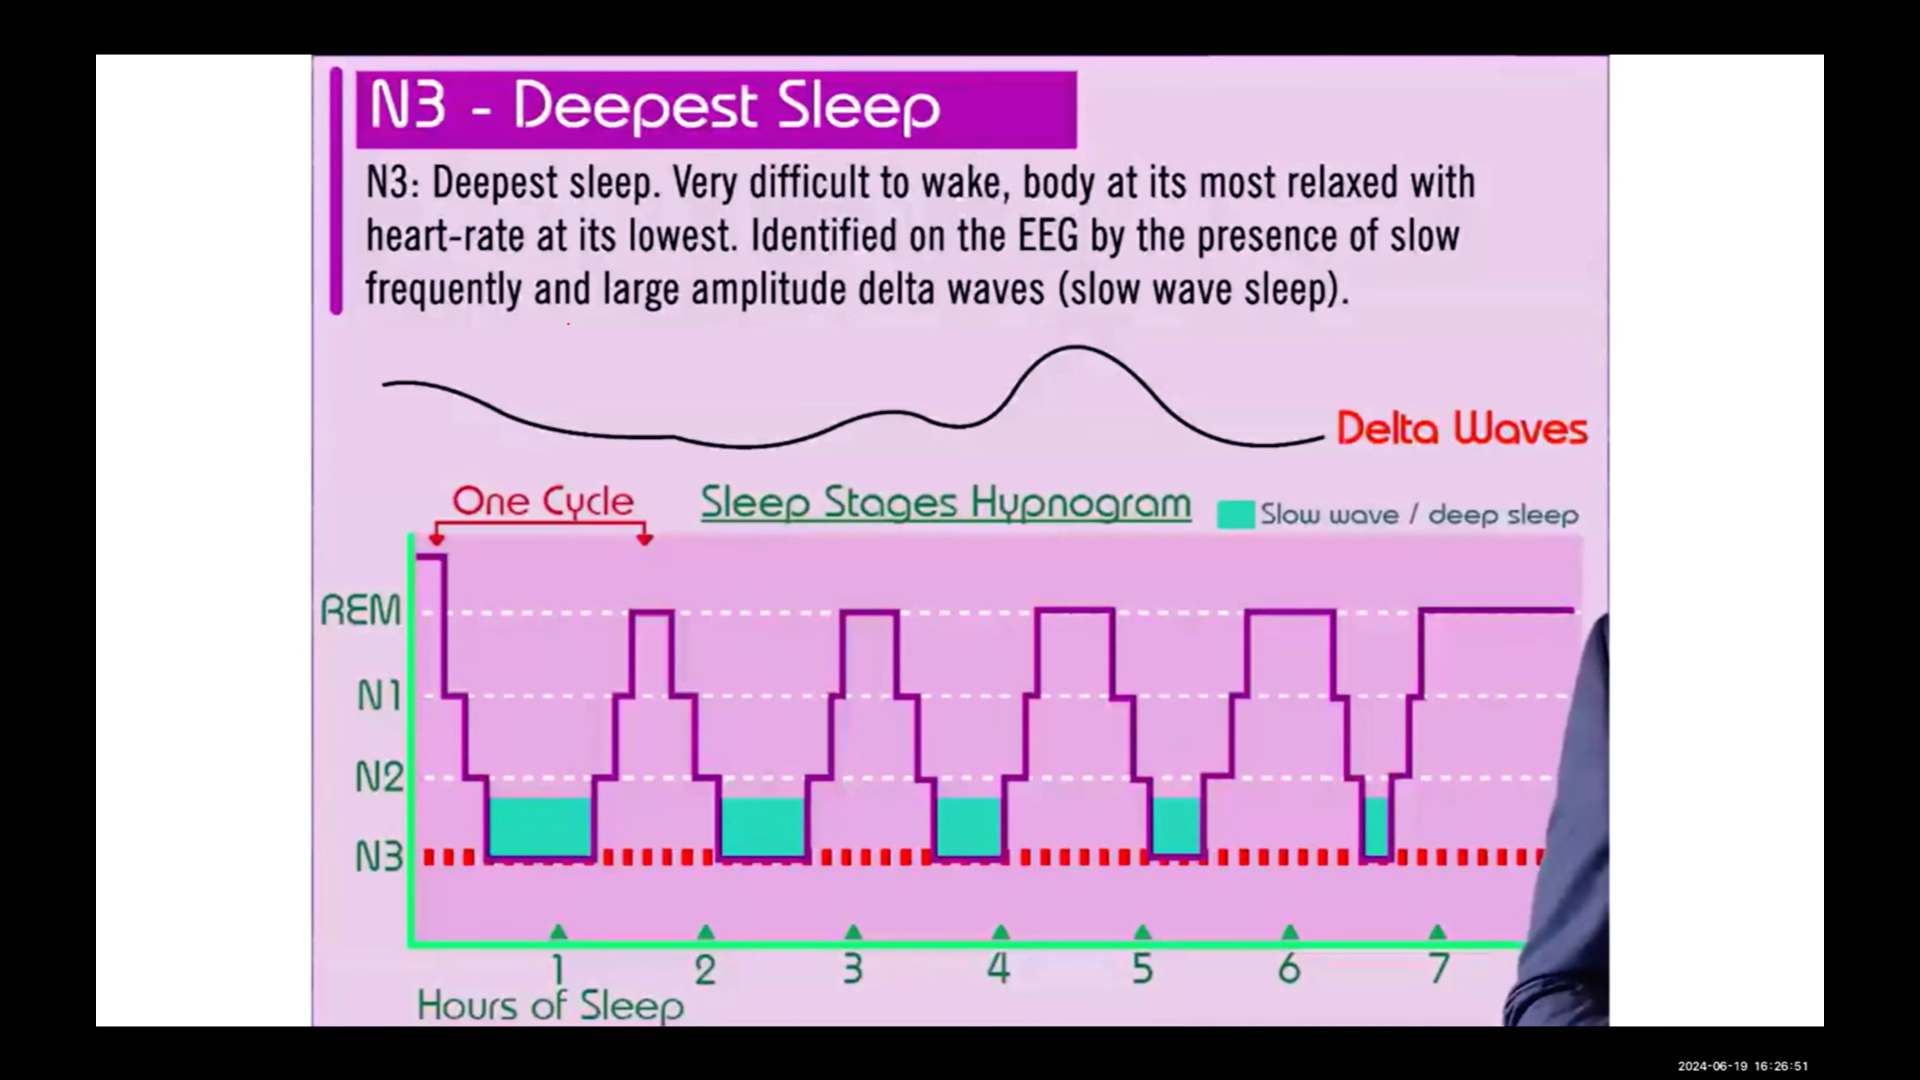 N3 - Deepest Sleep
N3: Deepest sleep. Very difficult to wake, body at its most relaxed with
heart-rate at its lowest. Identified on the EEG by the presence of slow
frequently and large amplitude delta waves (slow wave sleep).
Delta Waves
One Cycle
Sleep Stages Hypnogram
Slow wave / deep sleep
REM
N1
N2
N3
1 2 3 4 5 6 7
Hours of Sleep
2024-06-19 16:26:51